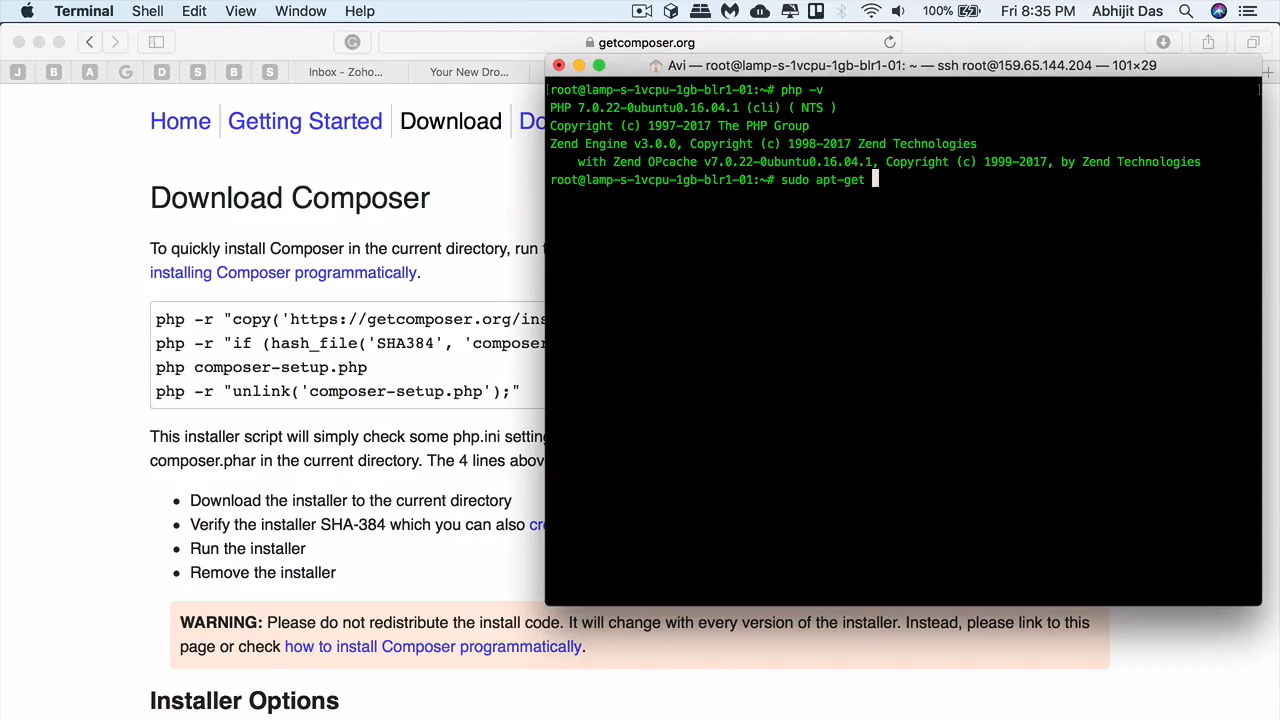 Terminal Shell Edit View Window Help 100% Fri 8:35 PM Abhijit Das
getcomposer.org
J B A G D S B S Inbox - Zoho... Your New Dro...
Avi — root@lamp-s-1vcpu-1gb-blr1-01: ~ — ssh root@159.65.144.204 — 101×29
[root@lamp-s-1vcpu-1gb-blr1-01:~# php -v ]
PHP 7.0.22-0ubuntu0.16.04.1 (cli) ( NTS )
Copyright (c) 1997-2017 The PHP Group
Zend Engine v3.0.0, Copyright (c) 1998-2017 Zend Technologies
with Zend OPcache v7.0.22-0ubuntu0.16.04.1, Copyright (c) 1999-2017, by Zend Technologies
root@lamp-s-1vcpu-1gb-blr1-01:~# sudo apt-get
Home Getting Started Download Do
Download Composer
To quickly install Composer in the current directory, run t
installing Composer programmatically.
php -r "copy('https://getcomposer.org/ins
php -r "if (hash_file('SHA384', 'composer
php composer-setup.php
php -r "unlink('composer-setup.php');"
This installer script will simply check some php.ini setting
composer.phar in the current directory. The 4 lines abov
• Download the installer to the current directory
• Verify the installer SHA-384 which you can also cr
• Run the installer
• Remove the installer
WARNING: Please do not redistribute the install code. It will change with every version of the installer. Instead, please link to this
page or check how to install Composer programmatically.
Installer Options